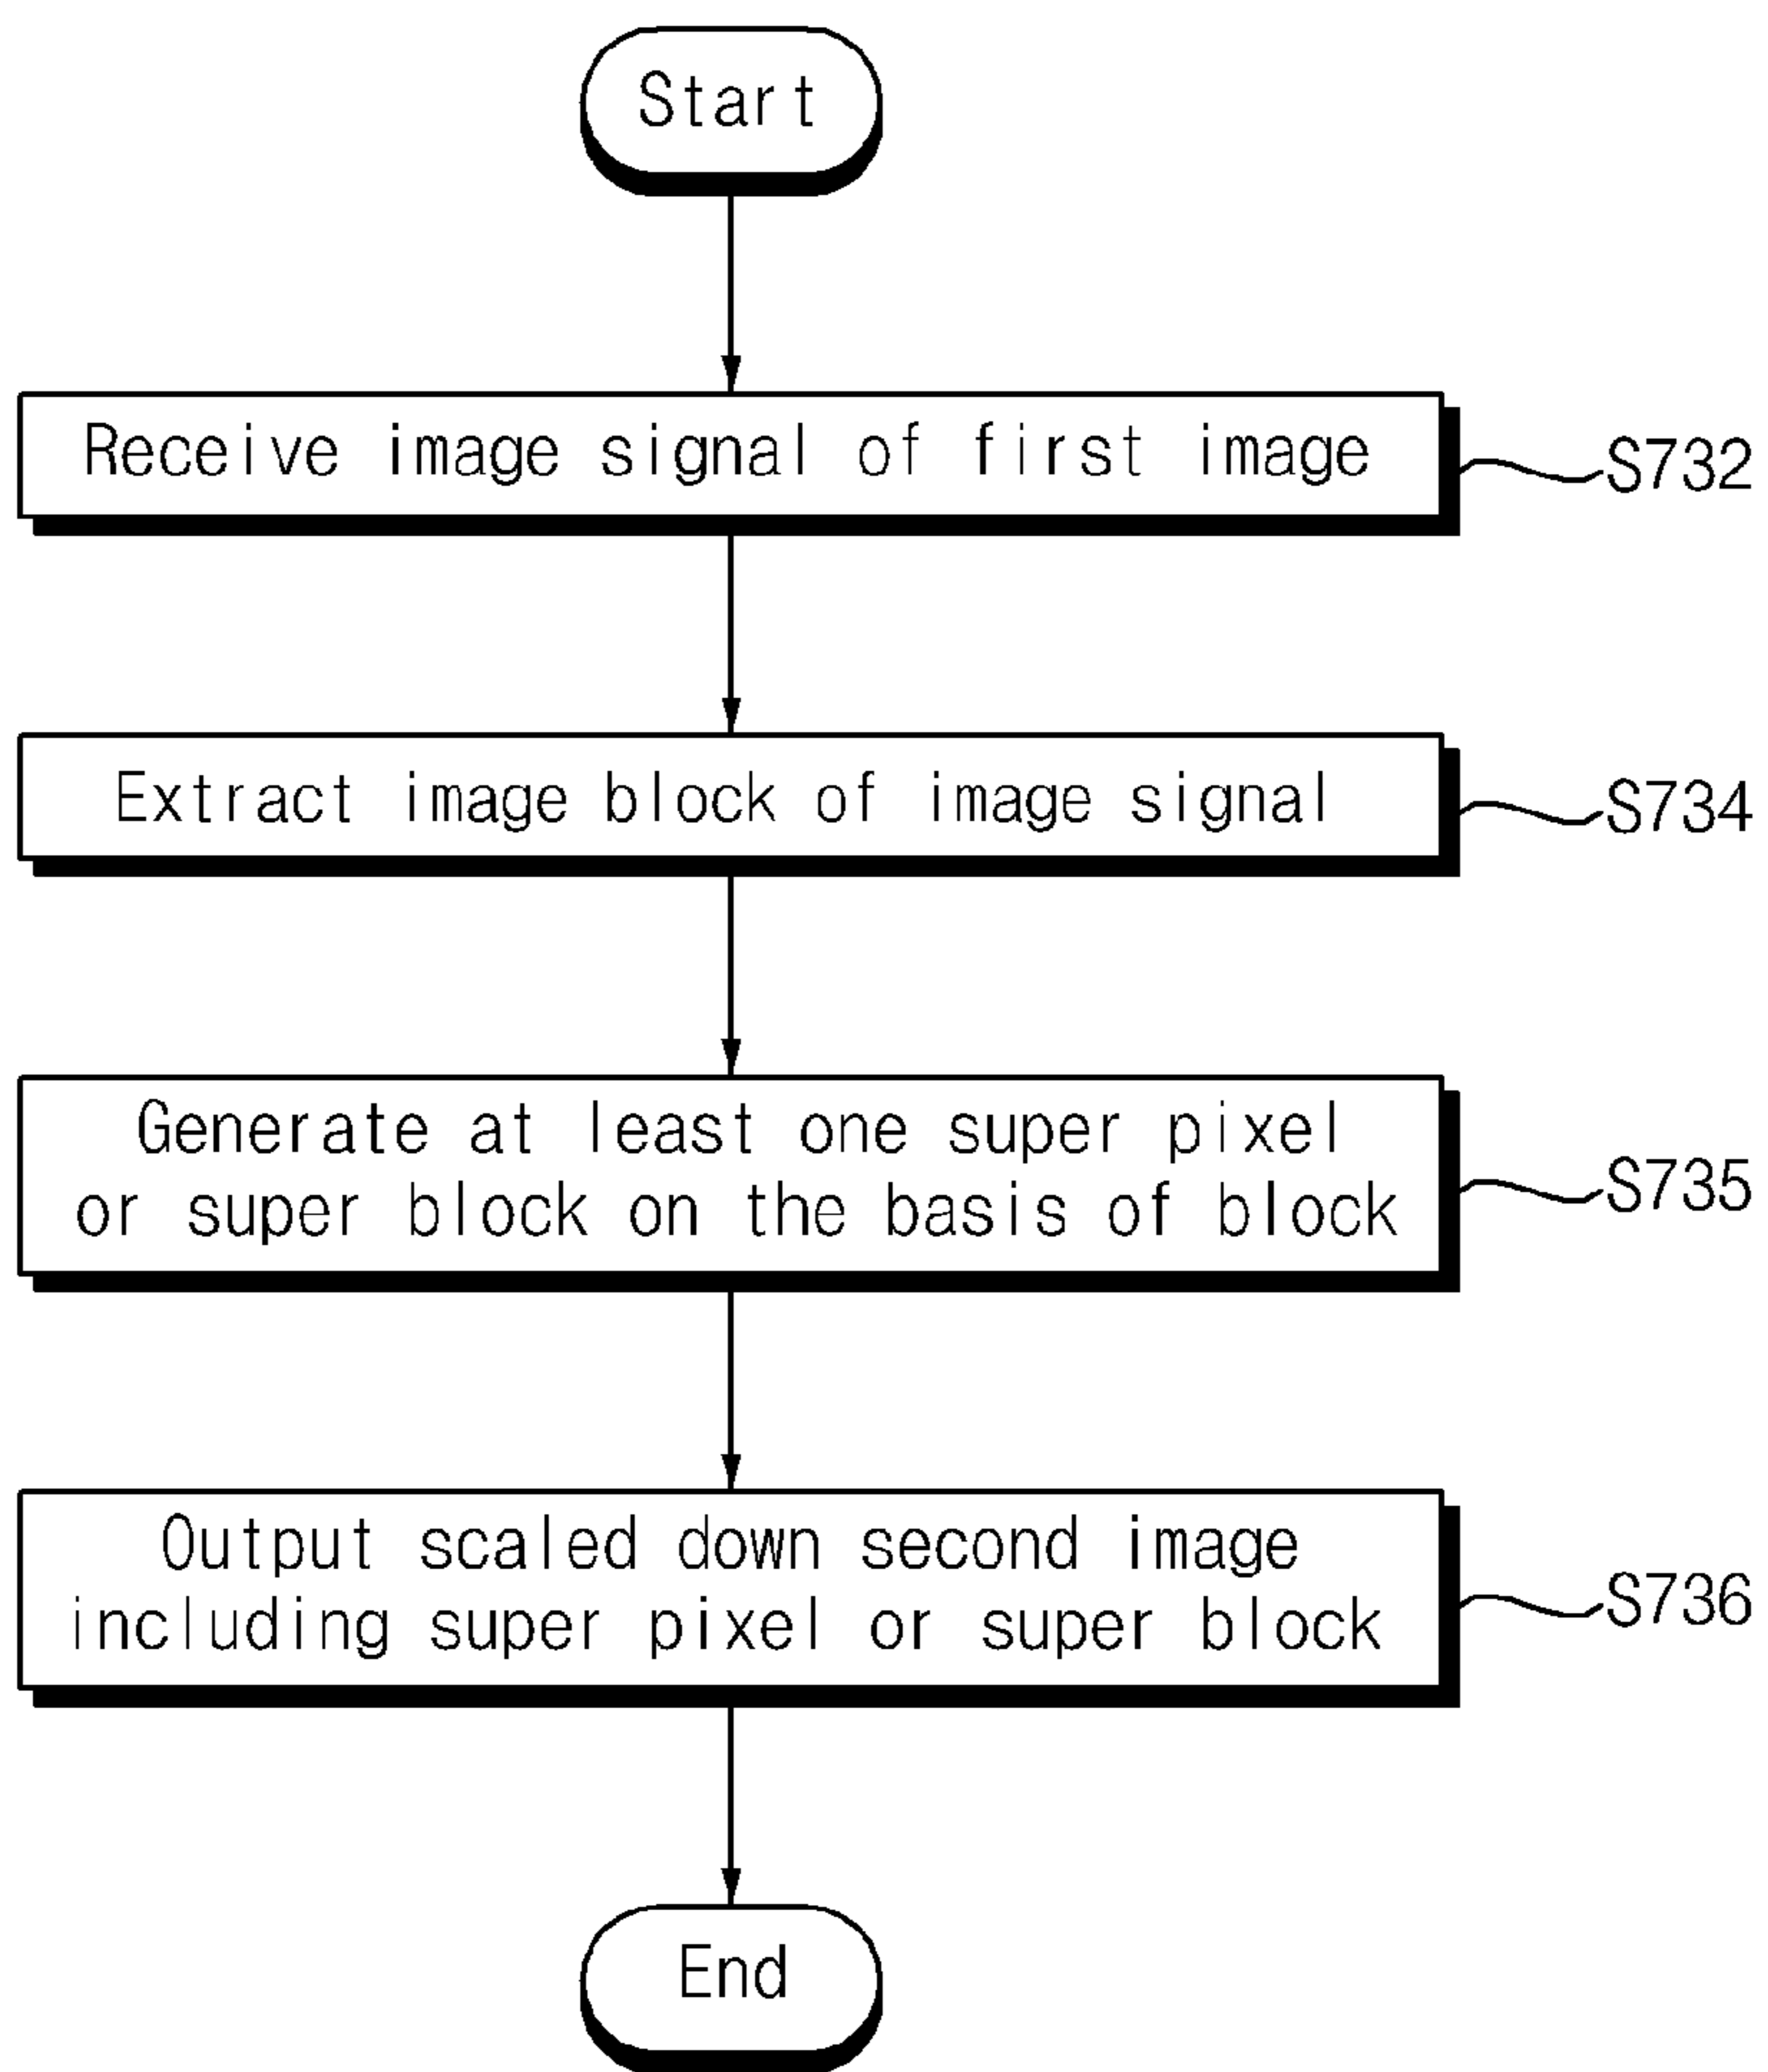 Start
Receive image signal of first image
S732
Extract image block of image signal
S734
Generate at least one super pixel
or super block on the basis of block
S735
Output scaled down second image
including super pixel or super block
S736
End